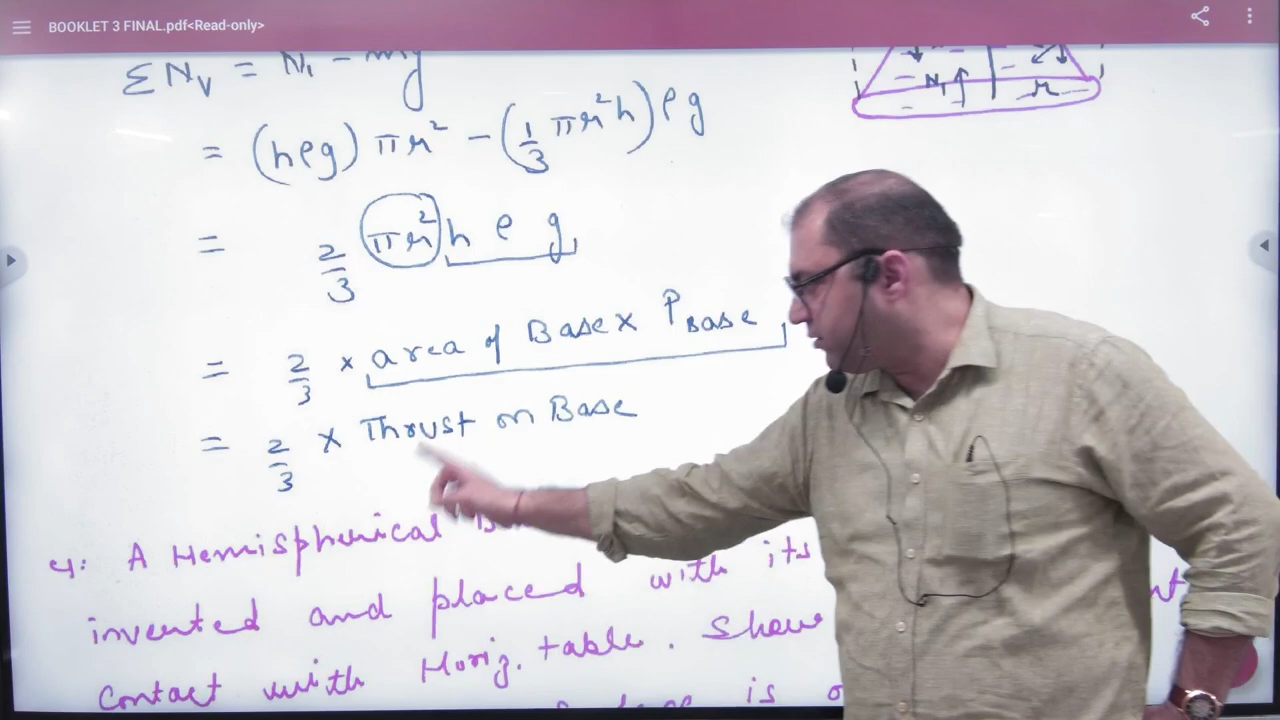 BOOKLET 3 FINAL.pdf<Read-only>
ΣN_V = N_1 - mg
= (hρg) πr² - (1/3 πr²h) ρg
N_1 r
= 2/3 πr² h ρ g
= 2/3 × area of Base × P_Base
= 2/3 × Thrust on Base
4: A Hemispherical
invented and placed with its
Contact with Horiz. table. Show
is